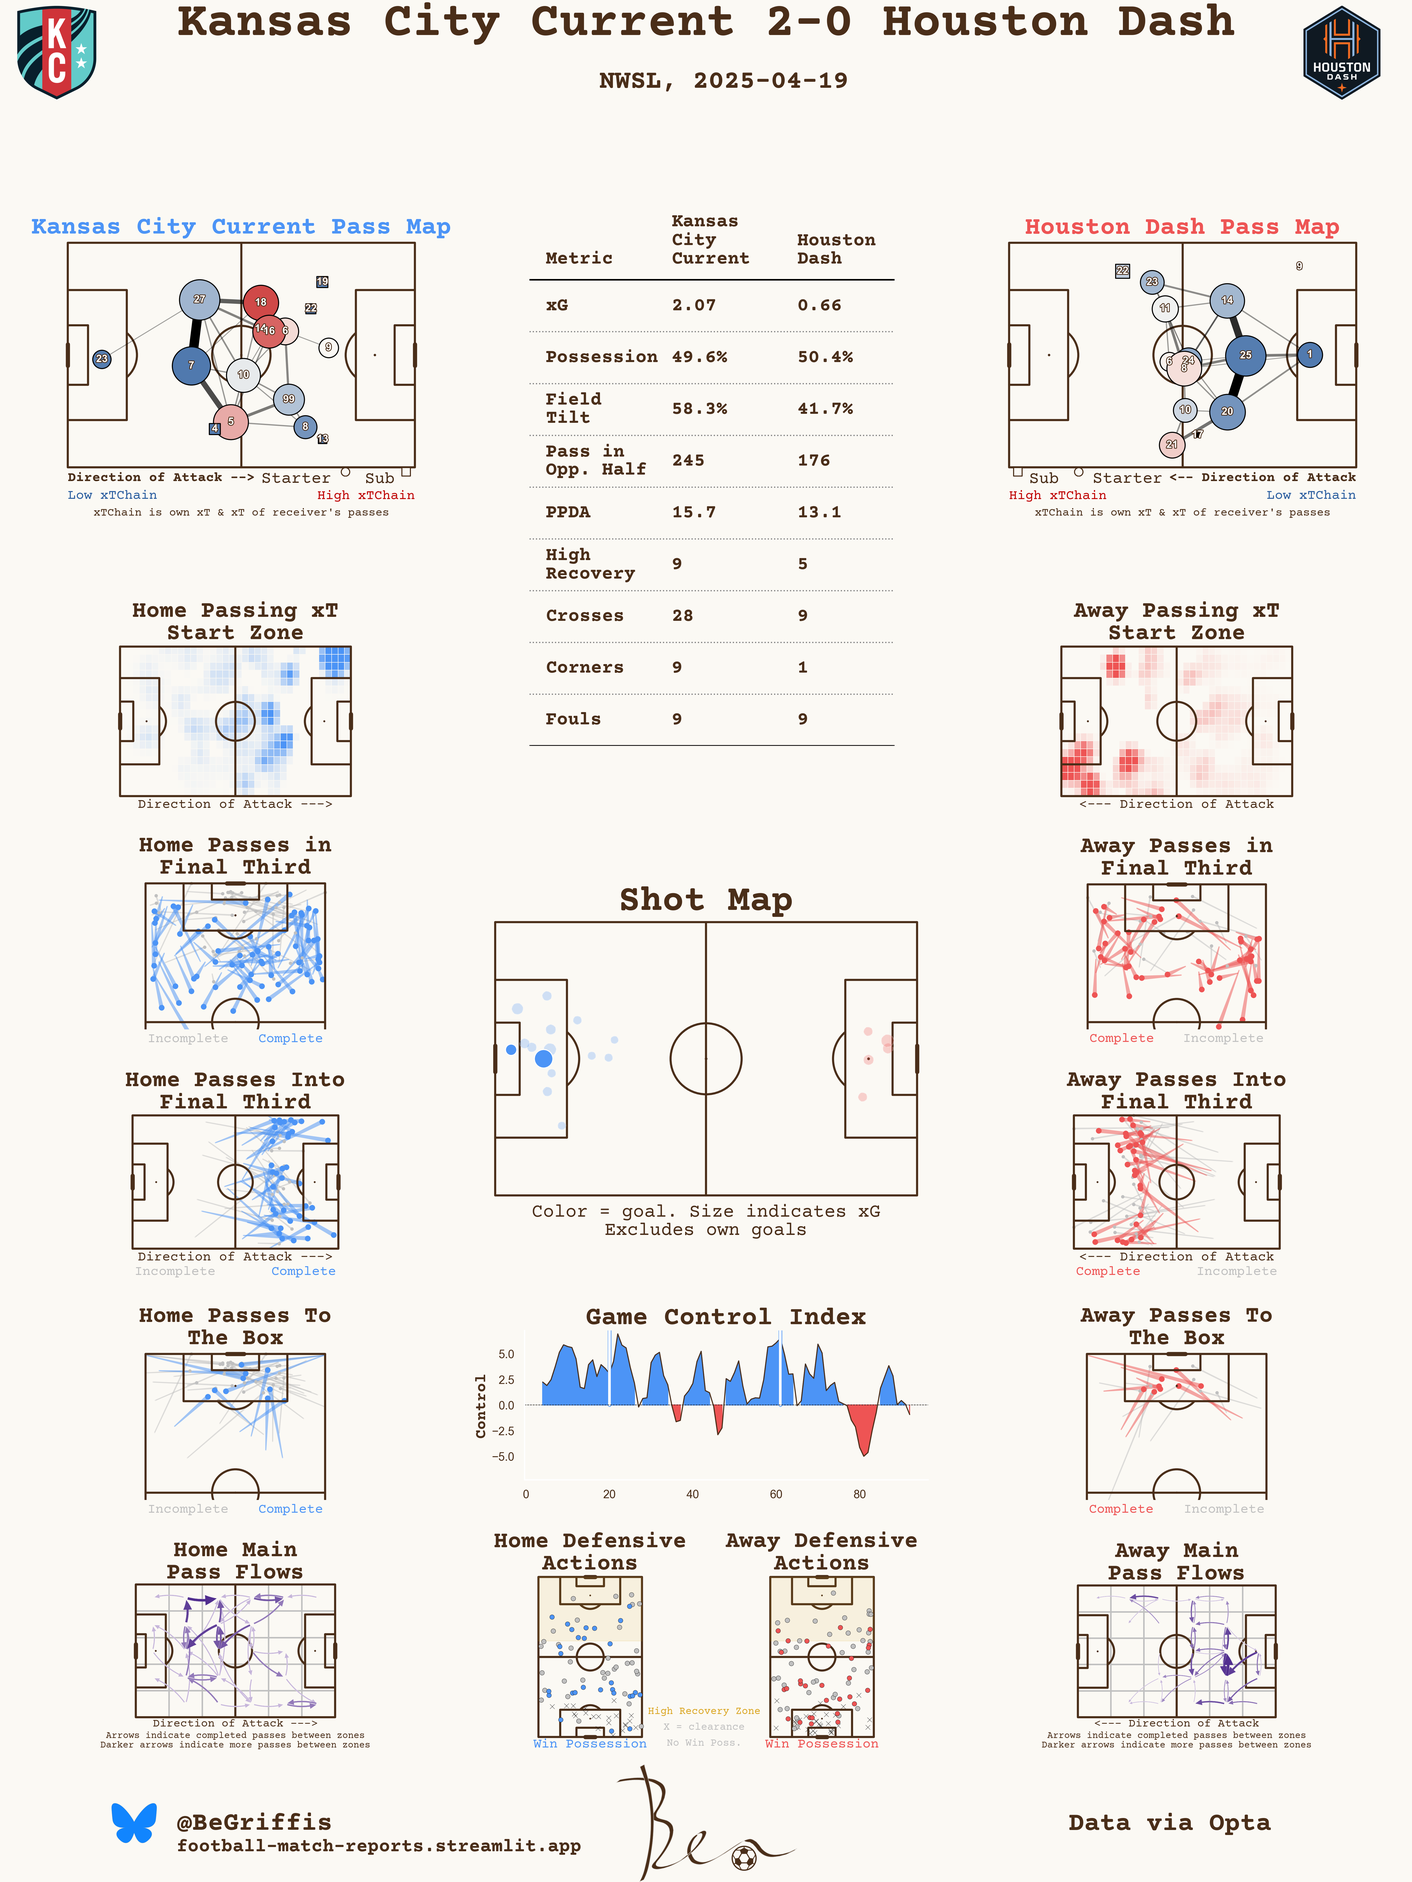 Kansas City Current 2-0 Houston Dash
NWSL, 2025-04-19
KC
HOUSTON
DASH
Kansas City Current Pass Map
27
18
19
22
14
16
6
9
23
7
10
99
5
4
8
13
Direction of Attack --> Starter Sub
Low xTChain High xTChain
xTChain is own xT & xT of receiver's passes
Metric Kansas City Current Houston Dash
xG 2.07 0.66
Possession 49.6% 50.4%
Field Tilt 58.3% 41.7%
Pass in Opp. Half 245 176
PPDA 15.7 13.1
High Recovery 9 5
Crosses 28 9
Corners 9 1
Fouls 9 9
Houston Dash Pass Map
22
23
9
11
14
6
24
8
25
1
10
20
21
17
Sub Starter <-- Direction of Attack
High xTChain Low xTChain
xTChain is own xT & xT of receiver's passes
Home Passing xT
Start Zone
Direction of Attack --->
Away Passing xT
Start Zone
<--- Direction of Attack
Home Passes in
Final Third
Incomplete Complete
Away Passes in
Final Third
Complete Incomplete
Shot Map
Color = goal. Size indicates xG
Excludes own goals
Home Passes Into
Final Third
Direction of Attack --->
Incomplete Complete
Away Passes Into
Final Third
<--- Direction of Attack
Complete Incomplete
Home Passes To
The Box
Incomplete Complete
Game Control Index
Control
5.0
2.5
0.0
−2.5
−5.0
0 20 40 60 80
Away Passes To
The Box
Complete Incomplete
Home Main
Pass Flows
Direction of Attack --->
Arrows indicate completed passes between zones
Darker arrows indicate more passes between zones
Home Defensive
Actions
Win Possession
High Recovery Zone
X = clearance
No Win Poss.
Away Defensive
Actions
Win Possession
Away Main
Pass Flows
<--- Direction of Attack
Arrows indicate completed passes between zones
Darker arrows indicate more passes between zones
@BeGriffis
football-match-reports.streamlit.app
Ben
Data via Opta